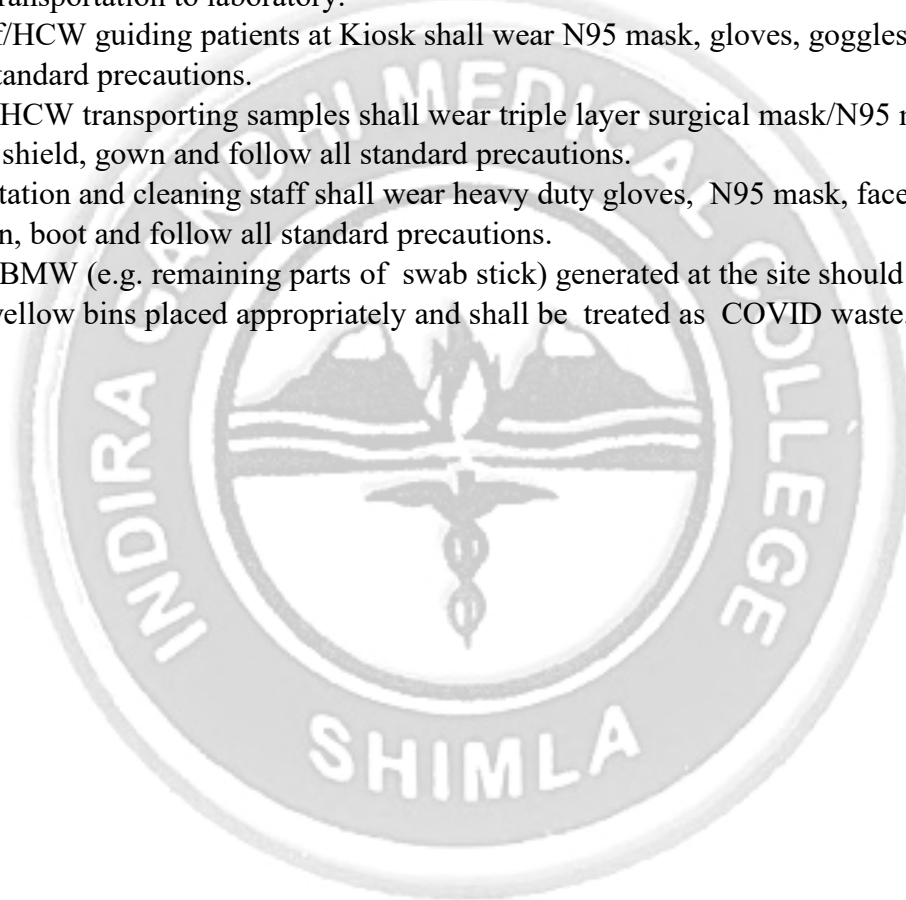 ransportation to laboratory.
f/HCW guiding patients at Kiosk shall wear N95 mask, gloves, goggles
tandard precautions.
HCW transporting samples shall wear triple layer surgical mask/N95
shield, gown and follow all standard precautions.
tation and cleaning staff shall wear heavy duty gloves, N95 mask, face
n, boot and follow all standard precautions.
BMW (e.g. remaining parts of swab stick) generated at the site should
yellow bins placed appropriately and shall be treated as COVID waste.
INDIRA GANDHI MEDICAL COLLEGE
SHIMLA